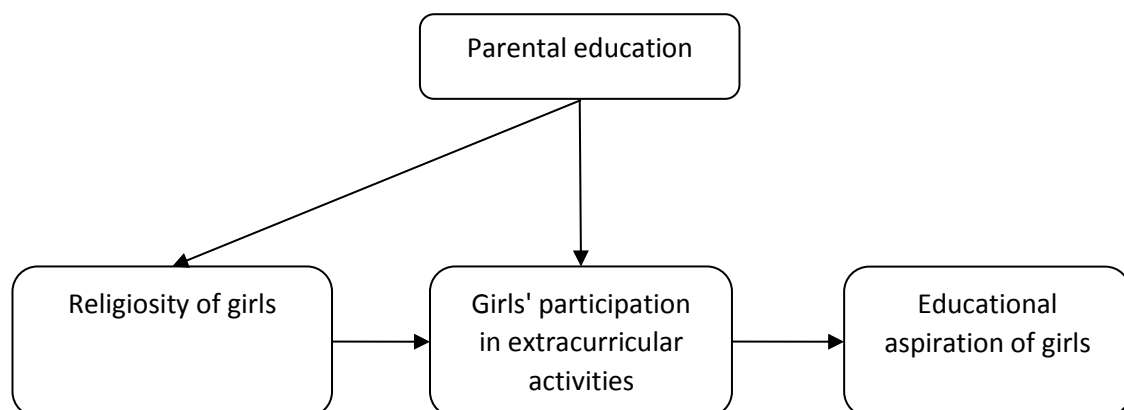 Parental education
Religiosity of girls
Girls' participation
in extracurricular
activities
Educational
aspiration of girls